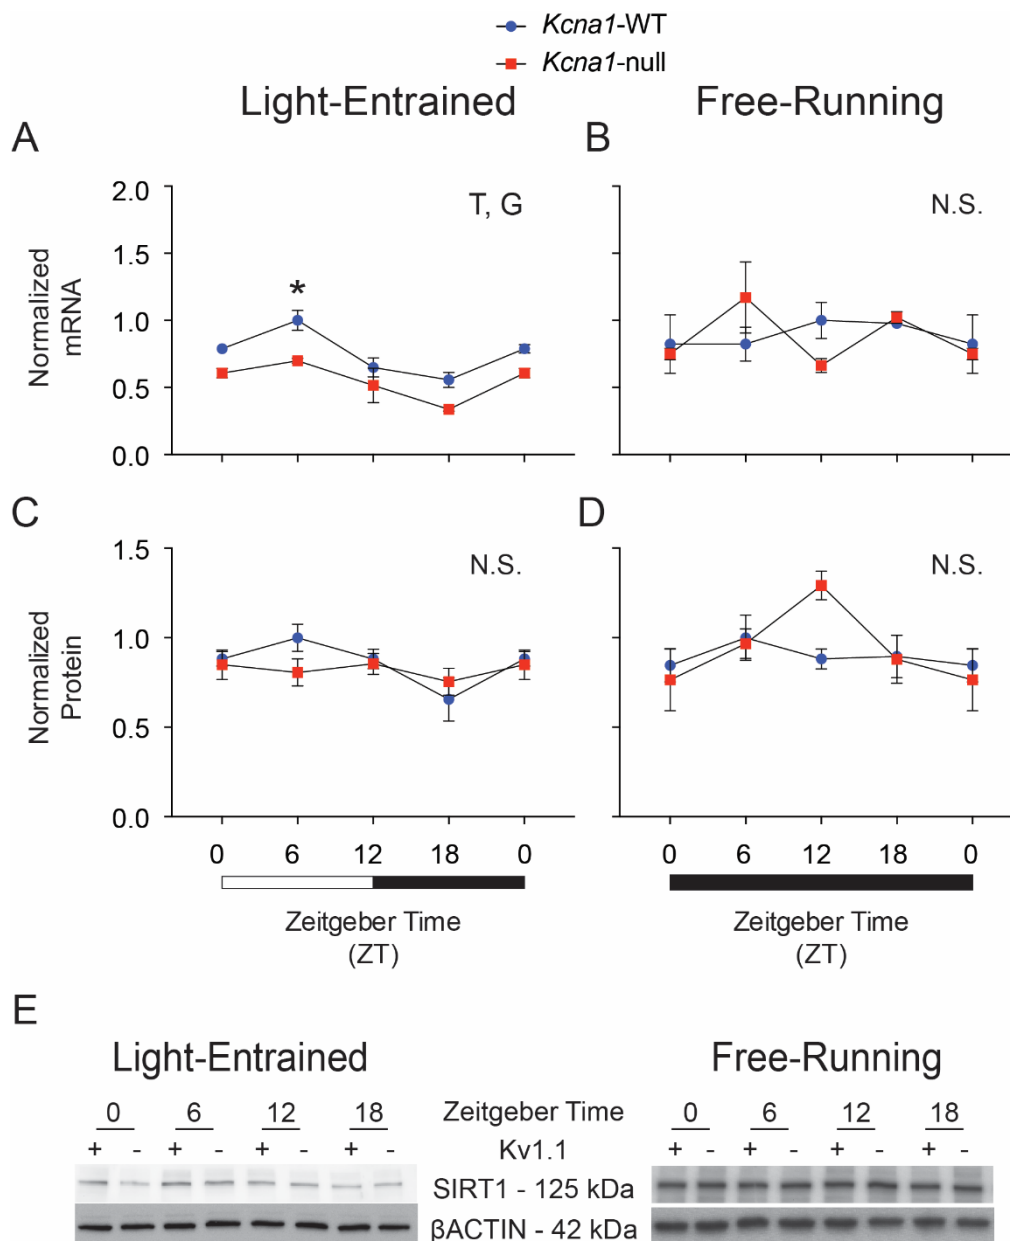 Kcna1-WT
Kcna1-null
Light-Entrained Free-Running
A B
2.0
1.5
1.0
0.5
0.0
Normalized
mRNA
T, G
*
N.S.
C D
1.5
1.0
0.5
0.0
Normalized
Protein
N.S.
N.S.
0 6 12 18 0 0 6 12 18 0
Zeitgeber Time Zeitgeber Time
(ZT) (ZT)
E
Light-Entrained Free-Running
0 6 12 18 Zeitgeber Time 0 6 12 18
+ - + - + - + - Kv1.1 + - + - + - + -
SIRT1 - 125 kDa
βACTIN - 42 kDa